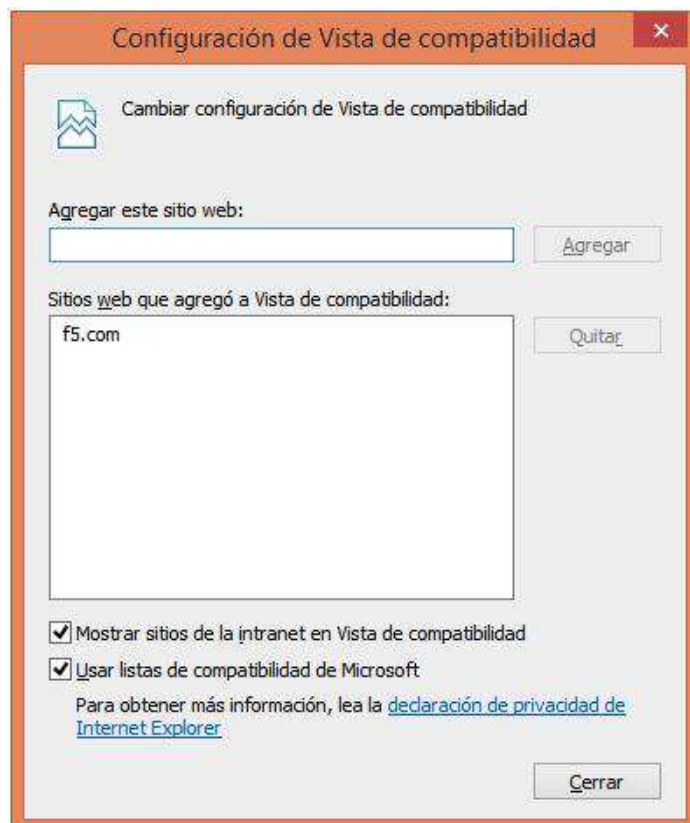 Configuración de Vista de compatibilidad
Cambiar configuración de Vista de compatibilidad
Agregar este sitio web:
Agregar
Sitios web que agregó a Vista de compatibilidad:
f5.com
Quitar
Mostrar sitios de la intranet en Vista de compatibilidad
Usar listas de compatibilidad de Microsoft
Para obtener más información, lea la declaración de privacidad de
Internet Explorer
Cerrar